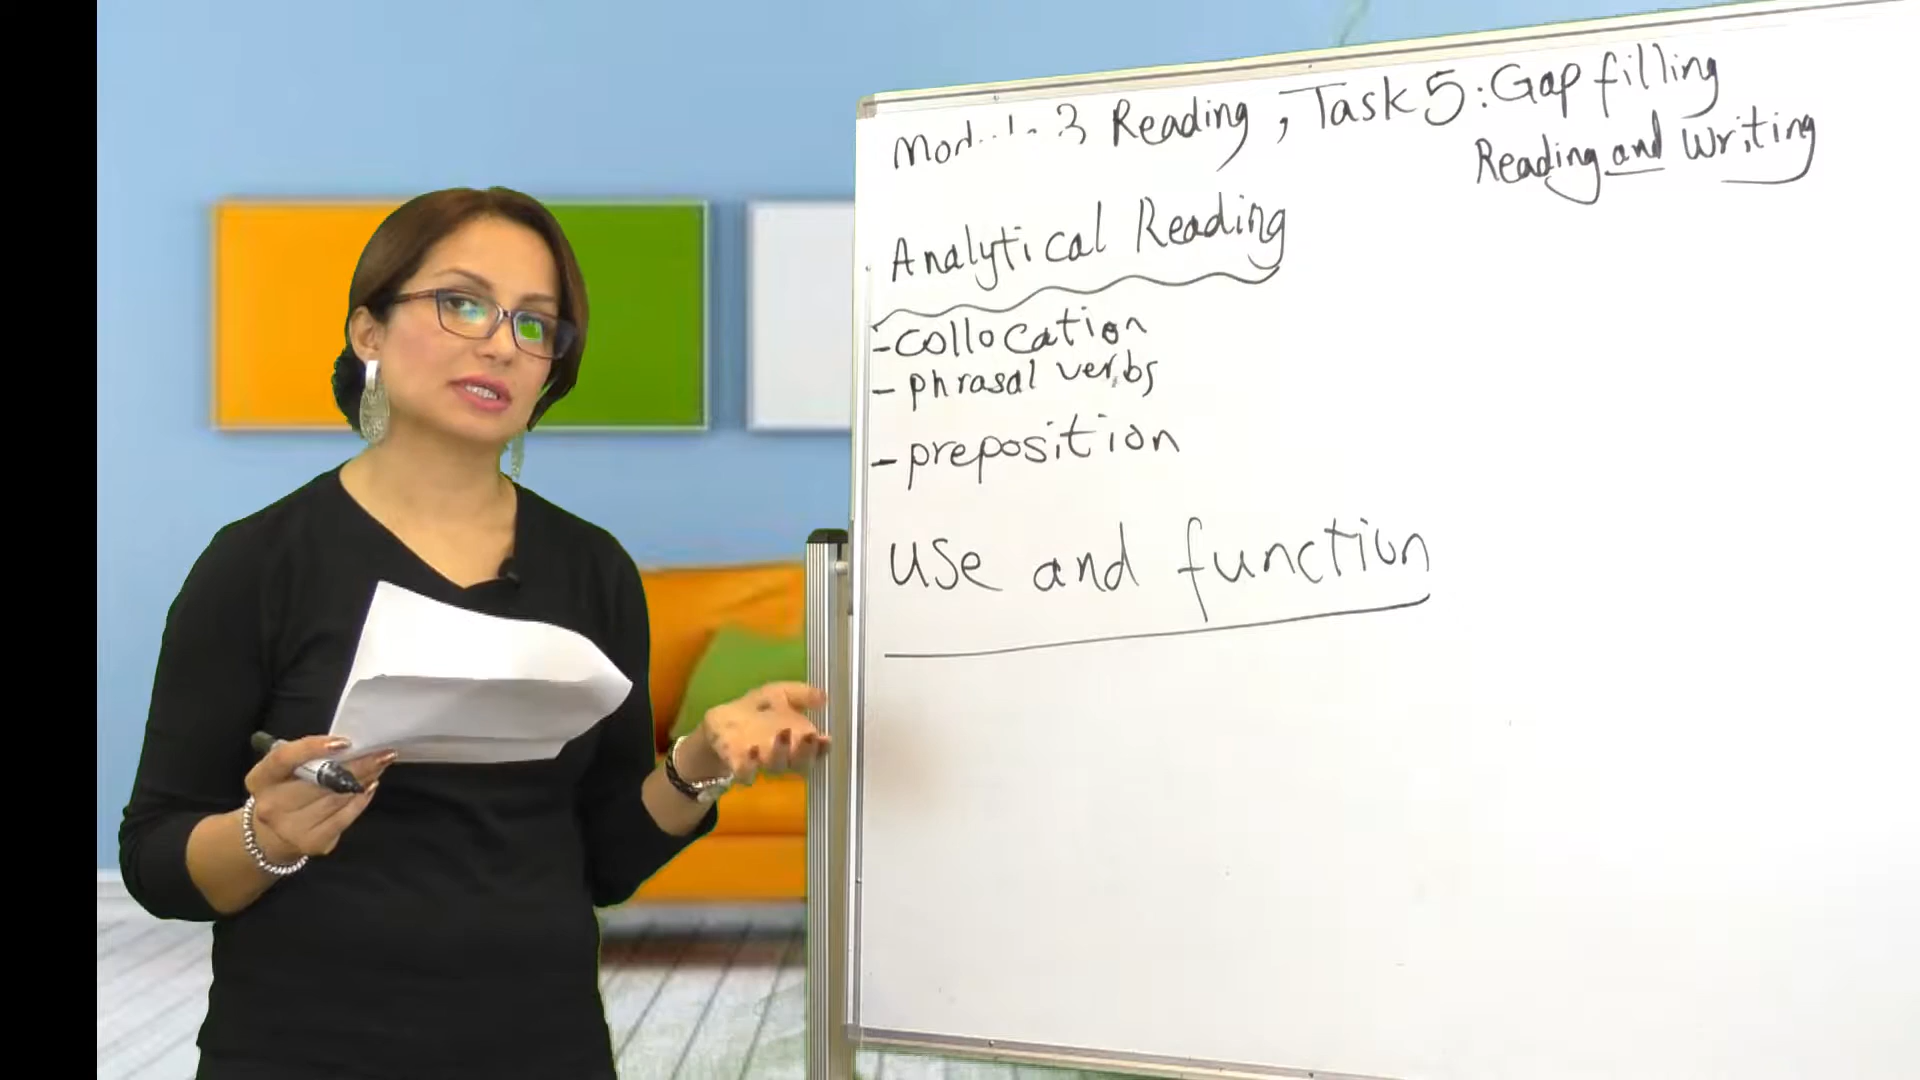 3 Reading, Task 5: Gap filling
Reading and writing
Analytical Reading
- collocation
- phrasal verbs
- preposition
use and function